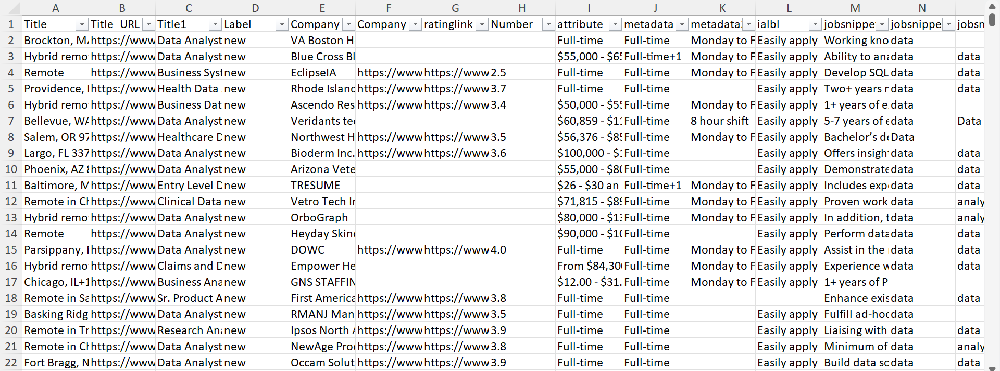 A B C D E F G H I J K L M N
1 Title Title_URL Title1 Label Company_ Company_ ratinglink_ Number attribute_ metadata metadata2 ialbl jobsnippet jobsnippet jobsn
2 Brockton, MA https://www Data Analyst new VA Boston He Full-time Full-time Monday to F Easily apply Working kno data
3 Hybrid remo https://www Data Analyst new Blue Cross Bl $55,000 - $65 Full-time+1 Monday to F Easily apply Ability to ana data data
4 Remote https://www Business Syst new EclipseIA https://www https://www 2.5 Full-time Full-time Monday to F Easily apply Develop SQL data data
5 Providence, https://www Health Data new Rhode Island https://www https://www 3.7 Full-time Full-time Easily apply Two+ years r data data
6 Hybrid remo https://www Business Dat new Ascendo Res https://www https://www 3.4 $50,000 - $55 Full-time Monday to F Easily apply 1+ years of e data
7 Bellevue, WA https://www Data Analyst new Veridants tec $60,859 - $11 Full-time 8 hour shift Easily apply 5-7 years of e data Data
8 Salem, OR 97 https://www Healthcare D new Northwest H https://www https://www 3.5 $56,376 - $85 Full-time Monday to F Easily apply Bachelor’s de Data
9 Largo, FL 337 https://www Data Analyst new Bioderm Inc. https://www https://www 3.6 $100,000 - $1 Full-time Easily apply Offers insigh data data
10 Phoenix, AZ 8 https://www Data Analyst new Arizona Vete $55,000 - $80 Full-time Easily apply Demonstrate data data
11 Baltimore, M https://www Entry Level D new TRESUME $26 - $30 an Full-time+1 Monday to F Easily apply Includes exp data data
12 Remote in Ch https://www Clinical Data new Vetro Tech In $71,815 - $89 Full-time Monday to F Easily apply Proven work data analy
13 Hybrid remo https://www Data Analyst new OrboGraph $80,000 - $13 Full-time Monday to F Easily apply In addition, t data analy
14 Remote https://www Data Analyst new Heyday Skinc $90,000 - $10 Full-time Easily apply Perform data data data
15 Parsippany, https://www Data Analyst new DOWC https://www https://www 4.0 Full-time Full-time Monday to F Easily apply Assist in the data data
16 Hybrid remo https://www Claims and D new Empower He From $84,300 Full-time Monday to F Easily apply Experience w data data
17 Chicago, IL+1 https://www Business Ana new GNS STAFFIN $12.00 - $31. Full-time Monday to F Easily apply 1+ years of P
18 Remote in Sa https://www Sr. Product A new First America https://www https://www 3.8 Full-time Full-time Enhance exis data data
19 Basking Ridg https://www Data Analyst new RMANJ Man https://www https://www 3.5 Full-time Full-time Easily apply Fulfill ad-hoc data
20 Remote in Tr https://www Research Ana new Ipsos North A https://www https://www 3.9 Full-time Full-time Easily apply Liaising with data data
21 Remote in Ch https://www Data Analyst new NewAge Proc https://www https://www 3.8 Full-time Full-time Easily apply Minimum of data analy
22 Fort Bragg, N https://www Data Analyst new Occam Solut https://www https://www 3.9 Full-time Full-time Easily apply Build data sc data data